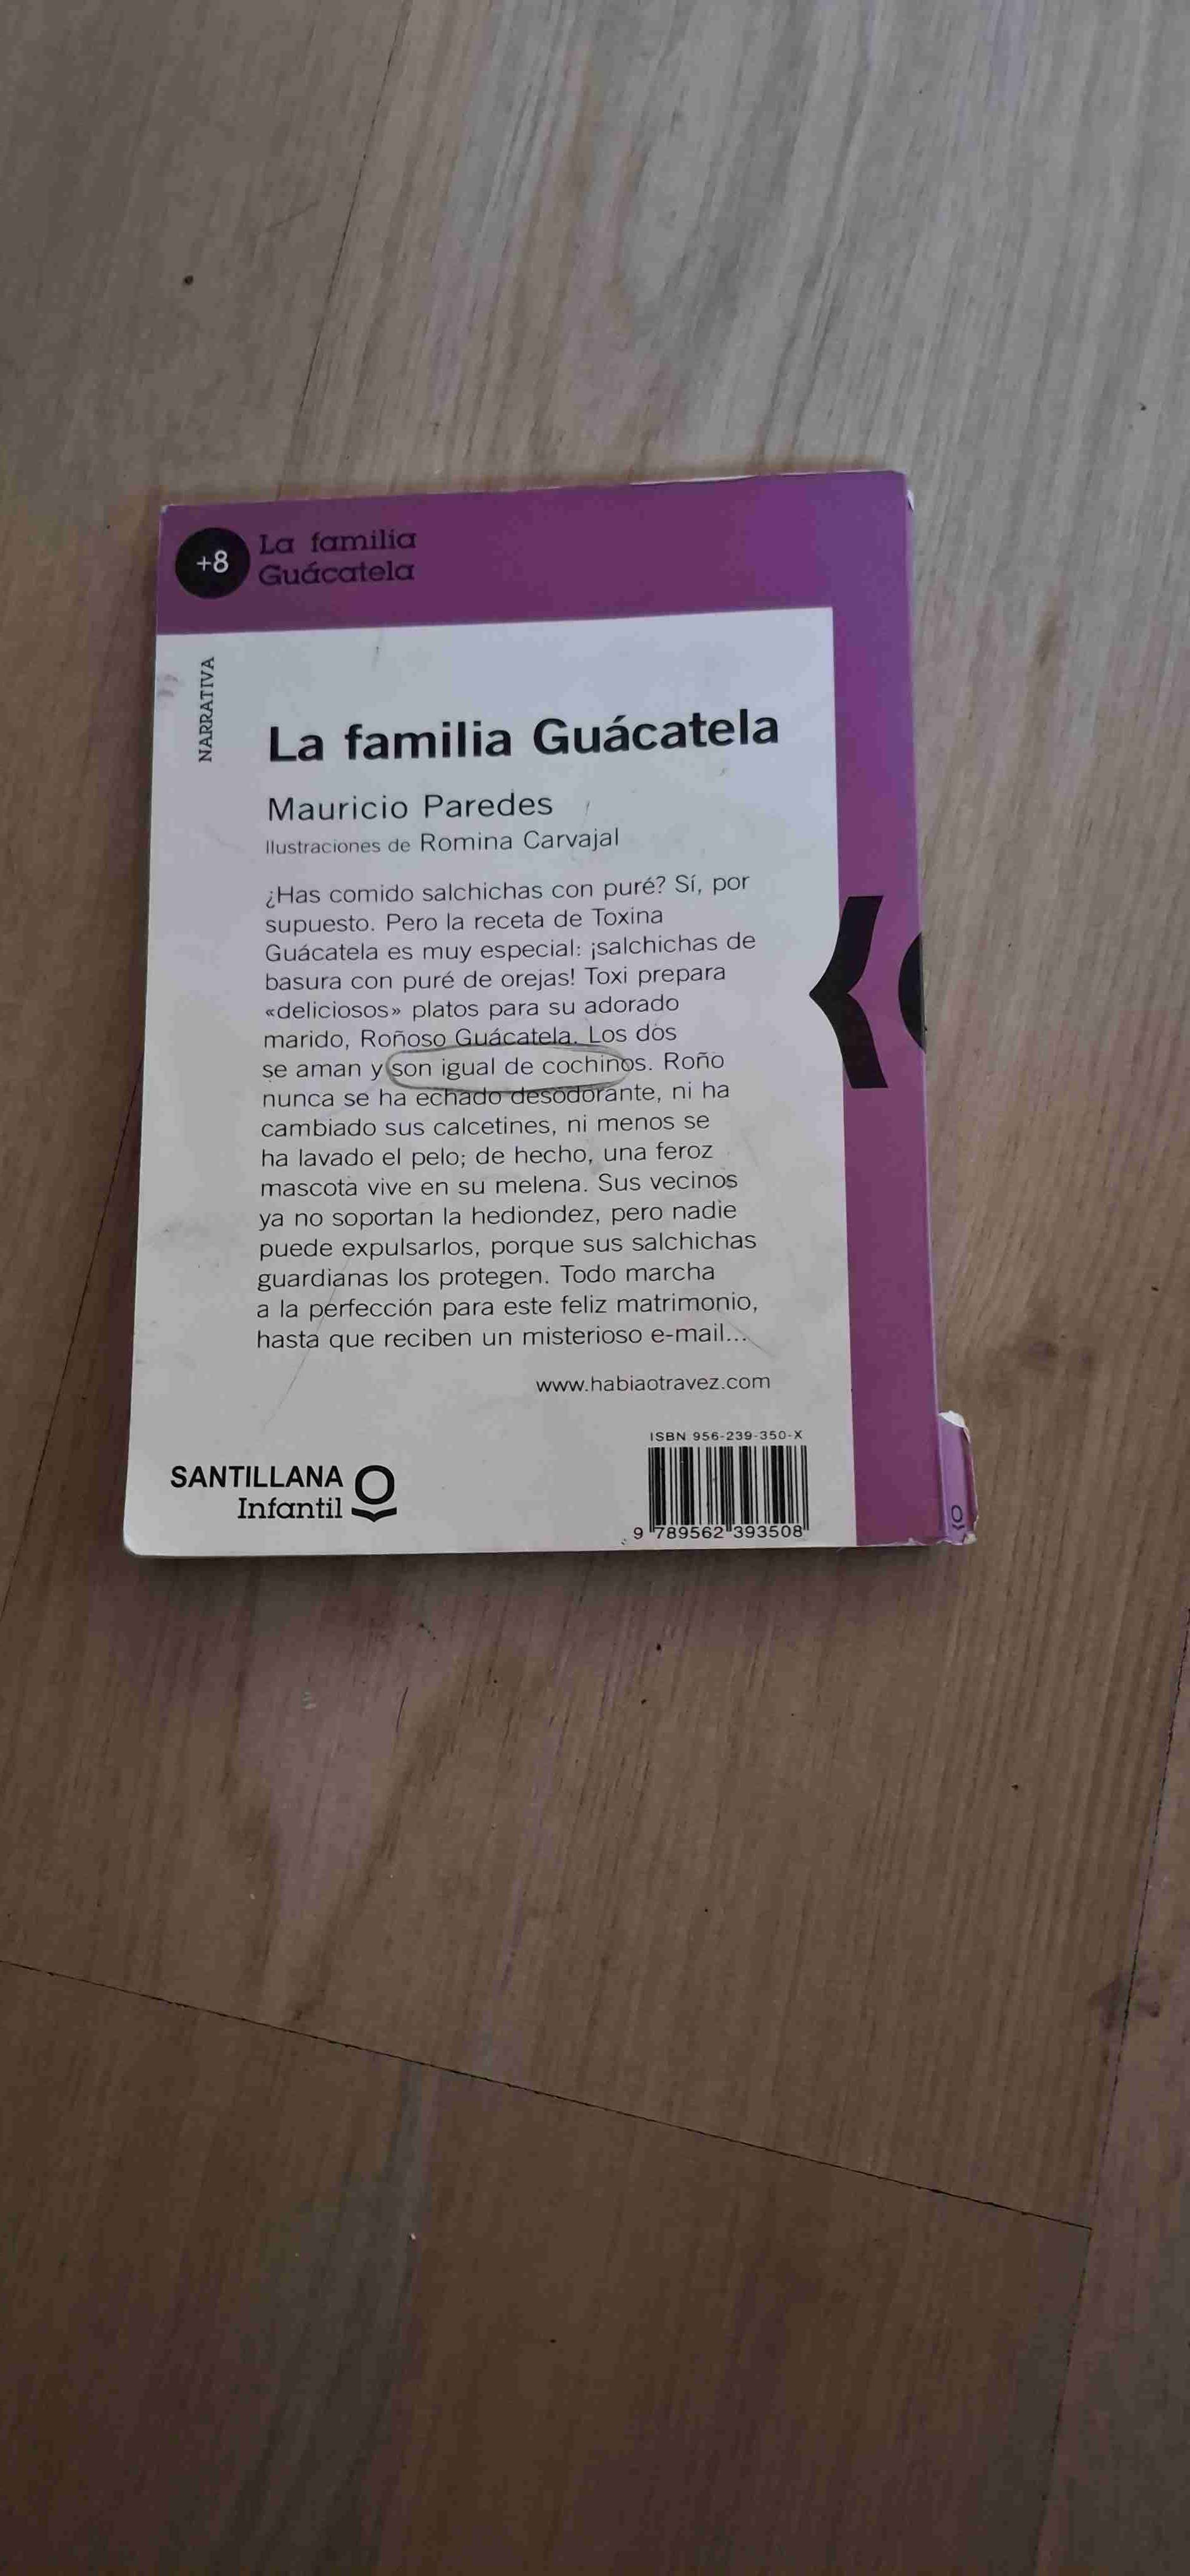 +8
La familia
Guácatela
NARRATIVA
La familia Guácatela
Mauricio Paredes
Ilustraciones de Romina Carvajal
¿Has comido salchichas con puré? Sí, por
supuesto. Pero la receta de Toxina
Guácatela es muy especial: ¡salchichas de
basura con puré de orejas! Toxi prepara
«deliciosos» platos para su adorado
marido, Roñoso Guácatela. Los dos
se aman y son igual de cochinos. Roño
nunca se ha echado desodorante, ni ha
cambiado sus calcetines, ni menos se
ha lavado el pelo; de hecho, una feroz
mascota vive en su melena. Sus vecinos
ya no soportan la hediondez, pero nadie
puede expulsarlos, porque sus salchichas
guardianas los protegen. Todo marcha
a la perfección para este feliz matrimonio,
hasta que reciben un misterioso e-mail...
www.habiaotravez.com
ISBN 956-239-350-X
9 789562 393508
SANTILLANA
Infantil